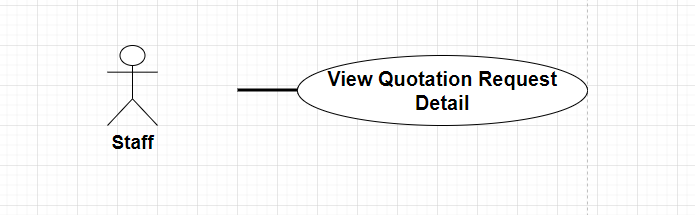 View Quotation Request
Detail
Staff